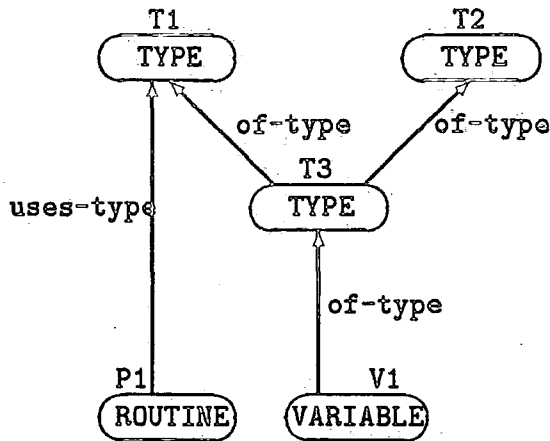 T1
TYPE
T2
TYPE
of-type
of-type
T3
TYPE
uses-type
of-type
P1
ROUTINE
V1
VARIABLE